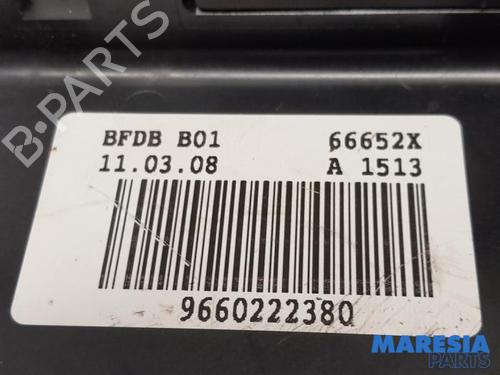 BFDB B01 66652X
11.03.08 A 1513
9660222380
B-PARTS
MARESIA
PARTS